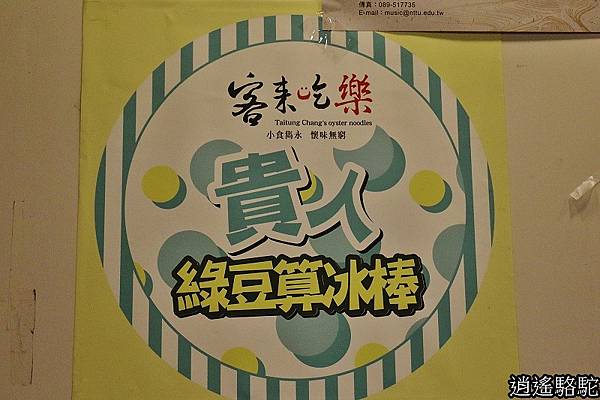 傳真：089-517735
E-mail：music@nttu.edu.tw
客来吃樂
Taitung Chang's oyster noodles
小食雋永 懷味無窮
貴人
綠豆算冰棒
逍遙駱駝